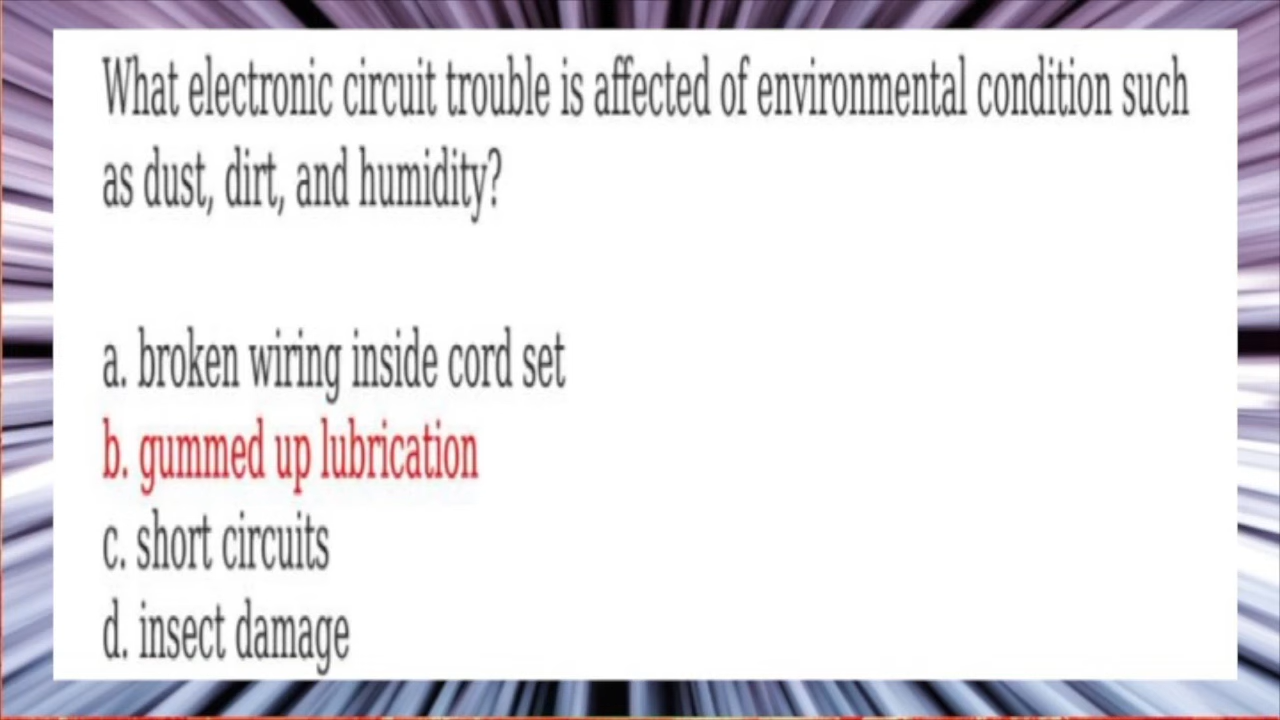 What electronic circuit trouble is affected of environmental condition such
as dust, dirt, and humidity?
a. broken wiring inside cord set
b. gummed up lubrication
c. short circuits
d. insect damage